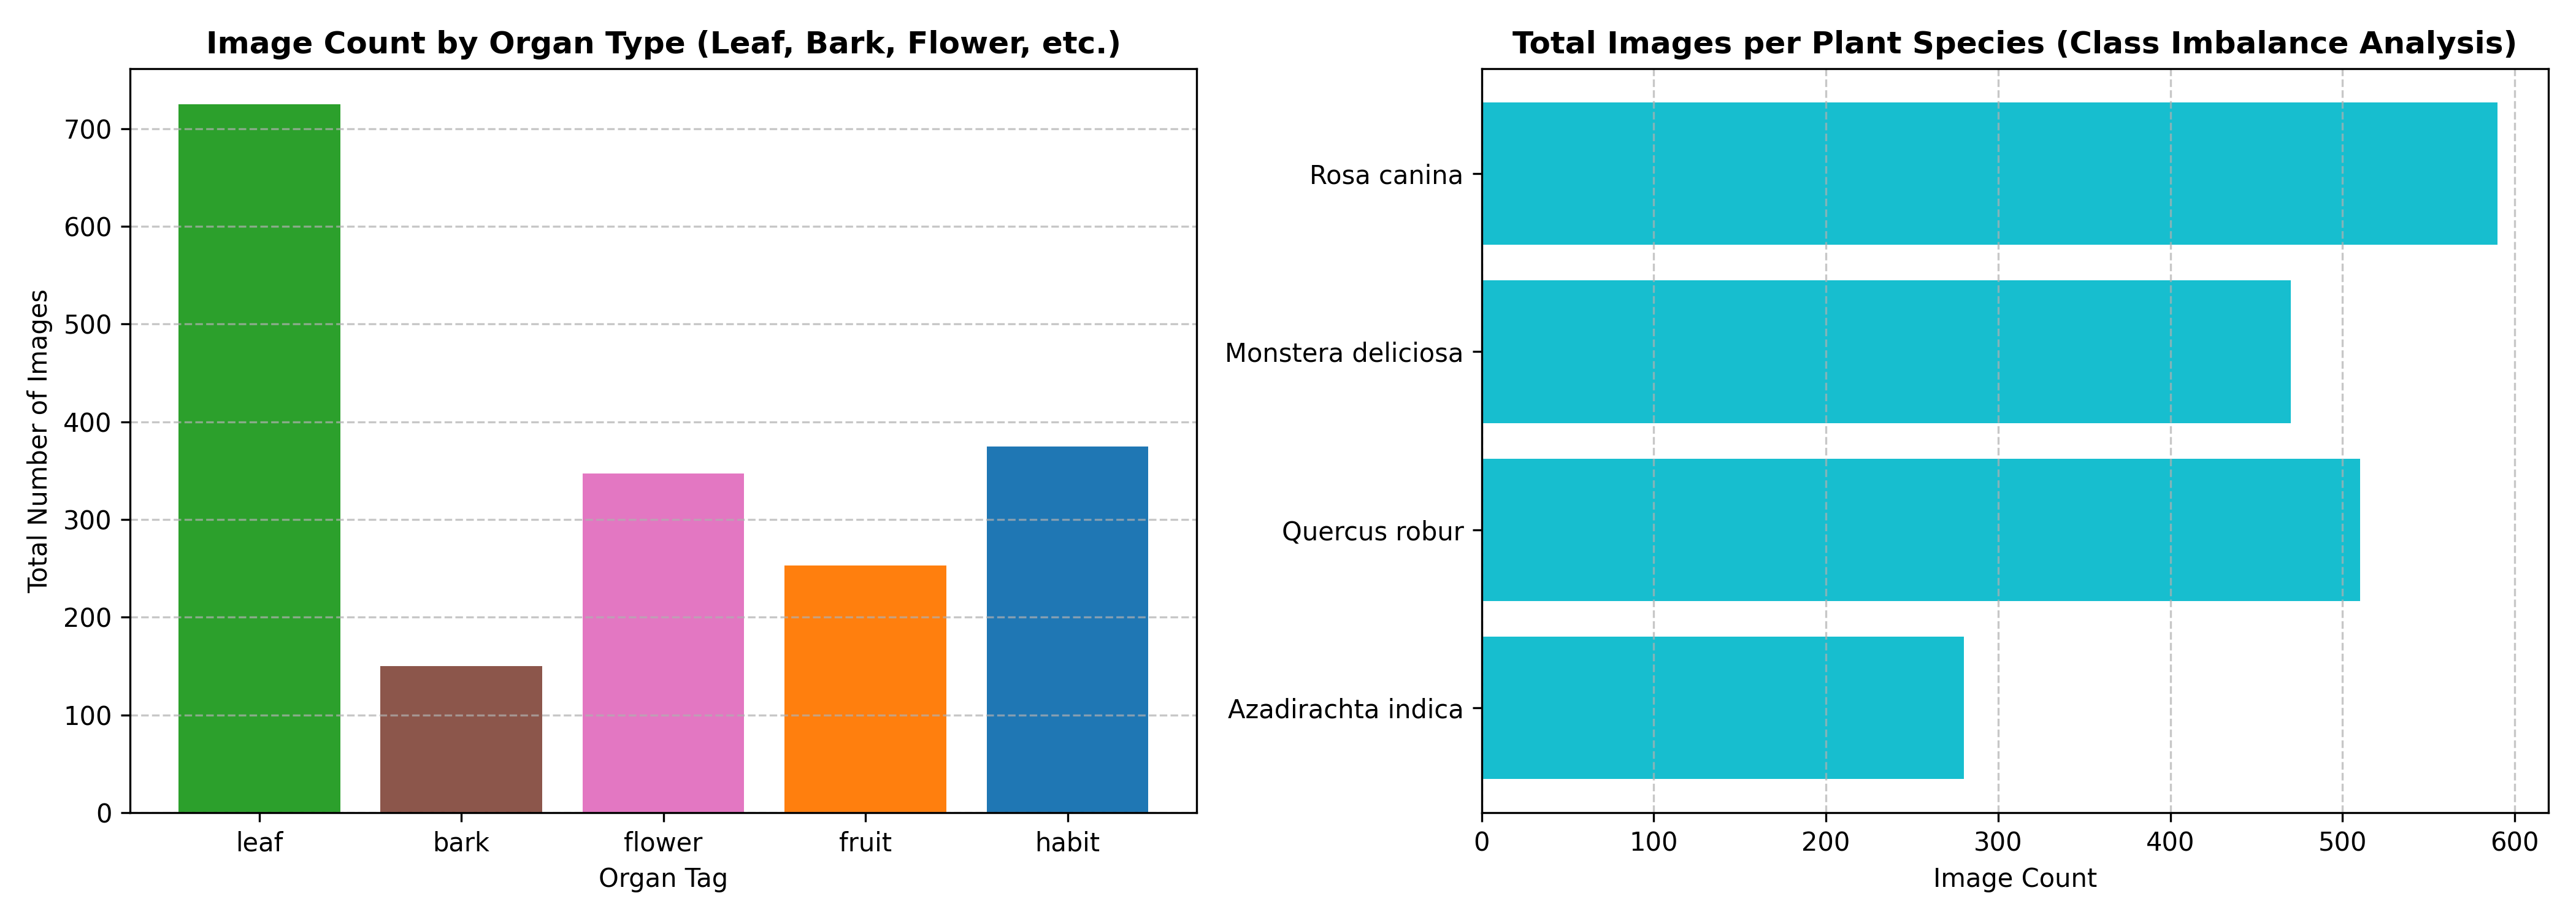 Image Count by Organ Type (Leaf, Bark, Flower, etc.)
Total Number of Images
700
600
500
400
300
200
100
0
leaf bark flower fruit habit
Organ Tag
Total Images per Plant Species (Class Imbalance Analysis)
Rosa canina
Monstera deliciosa
Quercus robur
Azadirachta indica
0 100 200 300 400 500 600
Image Count